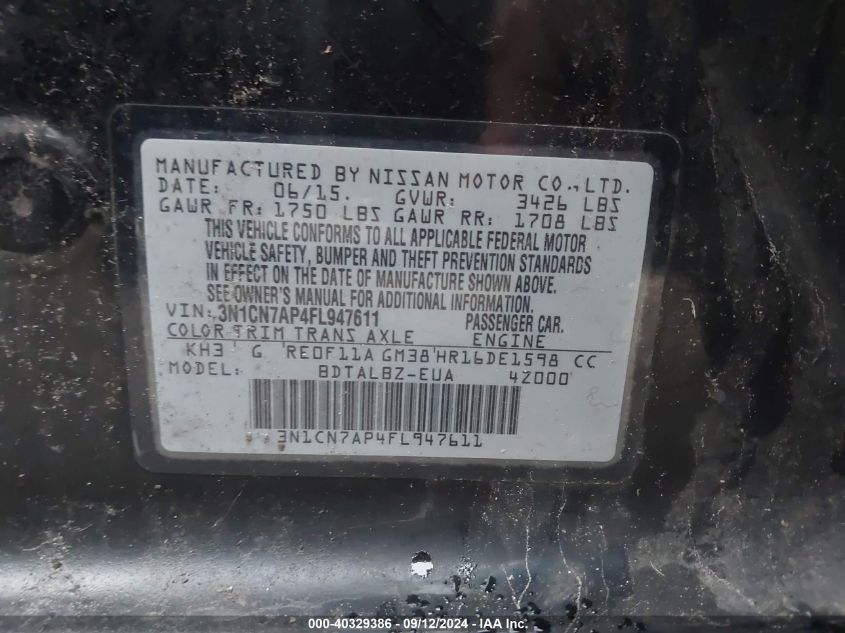 MANUFACTURED BY NISSAN MOTOR CO.,LTD.
DATE: 06/15. GVWR: 3426 LBS
GAWR FR: 1750 LBS GAWR RR: 1708 LBS
THIS VEHICLE CONFORMS TO ALL APPLICABLE FEDERAL MOTOR
VEHICLE SAFETY, BUMPER AND THEFT PREVENTION STANDARDS
IN EFFECT ON THE DATE OF MANUFACTURE SHOWN ABOVE.
SEE OWNER'S MANUAL FOR ADDITIONAL INFORMATION.
VIN: 3N1CN7AP4FL947611 PASSENGER CAR.
COLOR TRIM TRANS AXLE ENGINE
KH3 G RE0F11A GM38 HR16DE1598 CC
MODEL: BDTALBZ-EUA 42000
3N1CN7AP4FL947611
000-40329386 - 09/12/2024 - IAA Inc.